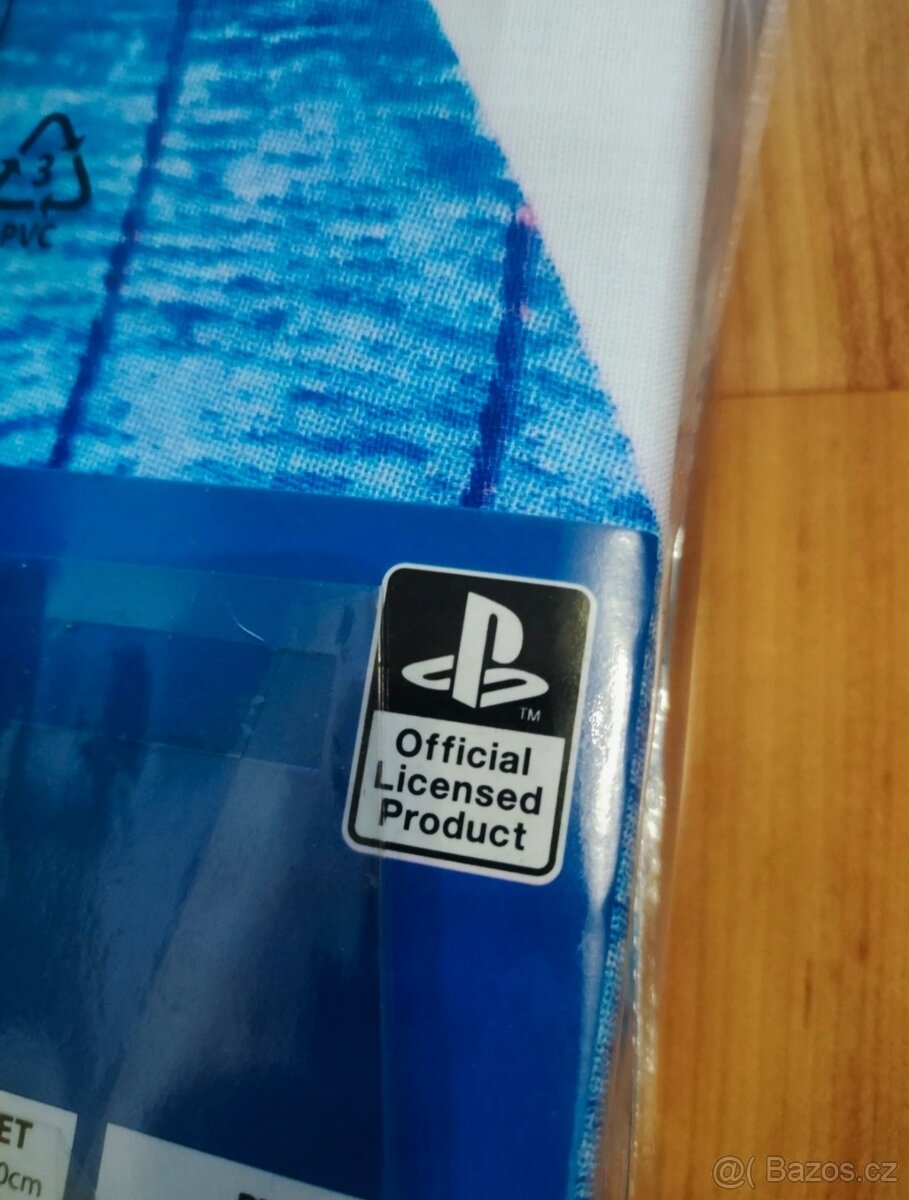 3
PVC
TM
Official
Licensed
Product
ET
0cm
@( Bazos.cz